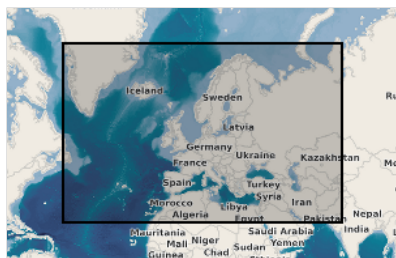 Iceland
Sweden
Latvia
Germany
Ukraine
France
Kazakhstan
Spain
Turkey
Syria
Morocco
Libya
Iran
Algeria
Egypt
Pakistan
Nepal
Mauritania
Saudi Arabia
India
Mali
Niger
Sudan
Yemen
Guinea
Chad